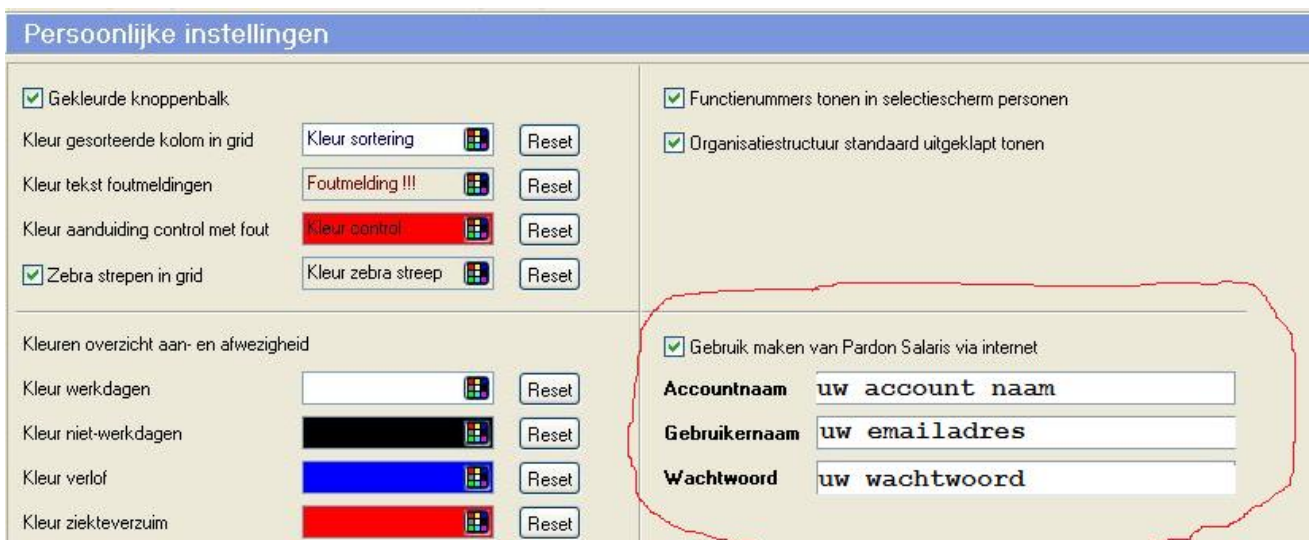 Persoonlijke instellingen
Gekleurde knoppenbalk
Kleur gesorteerde kolom in grid Kleur sortering Reset
Kleur tekst foutmeldingen Foutmelding !!! Reset
Kleur aanduiding control met fout Kleur control Reset
Zebra strepen in grid Kleur zebra streep Reset
Functienummers tonen in selectiescherm personen
Organisatiestructuur standaard uitgeklapt tonen
Kleuren overzicht aan- en afwezigheid
Kleur werkdagen Reset
Kleur niet-werkdagen Reset
Kleur verlof Reset
Kleur ziekteverzuim Reset
Gebruik maken van Pardon Salaris via internet
Accountnaam uw account naam
Gebruikernaam uw emailadres
Wachtwoord uw wachtwoord